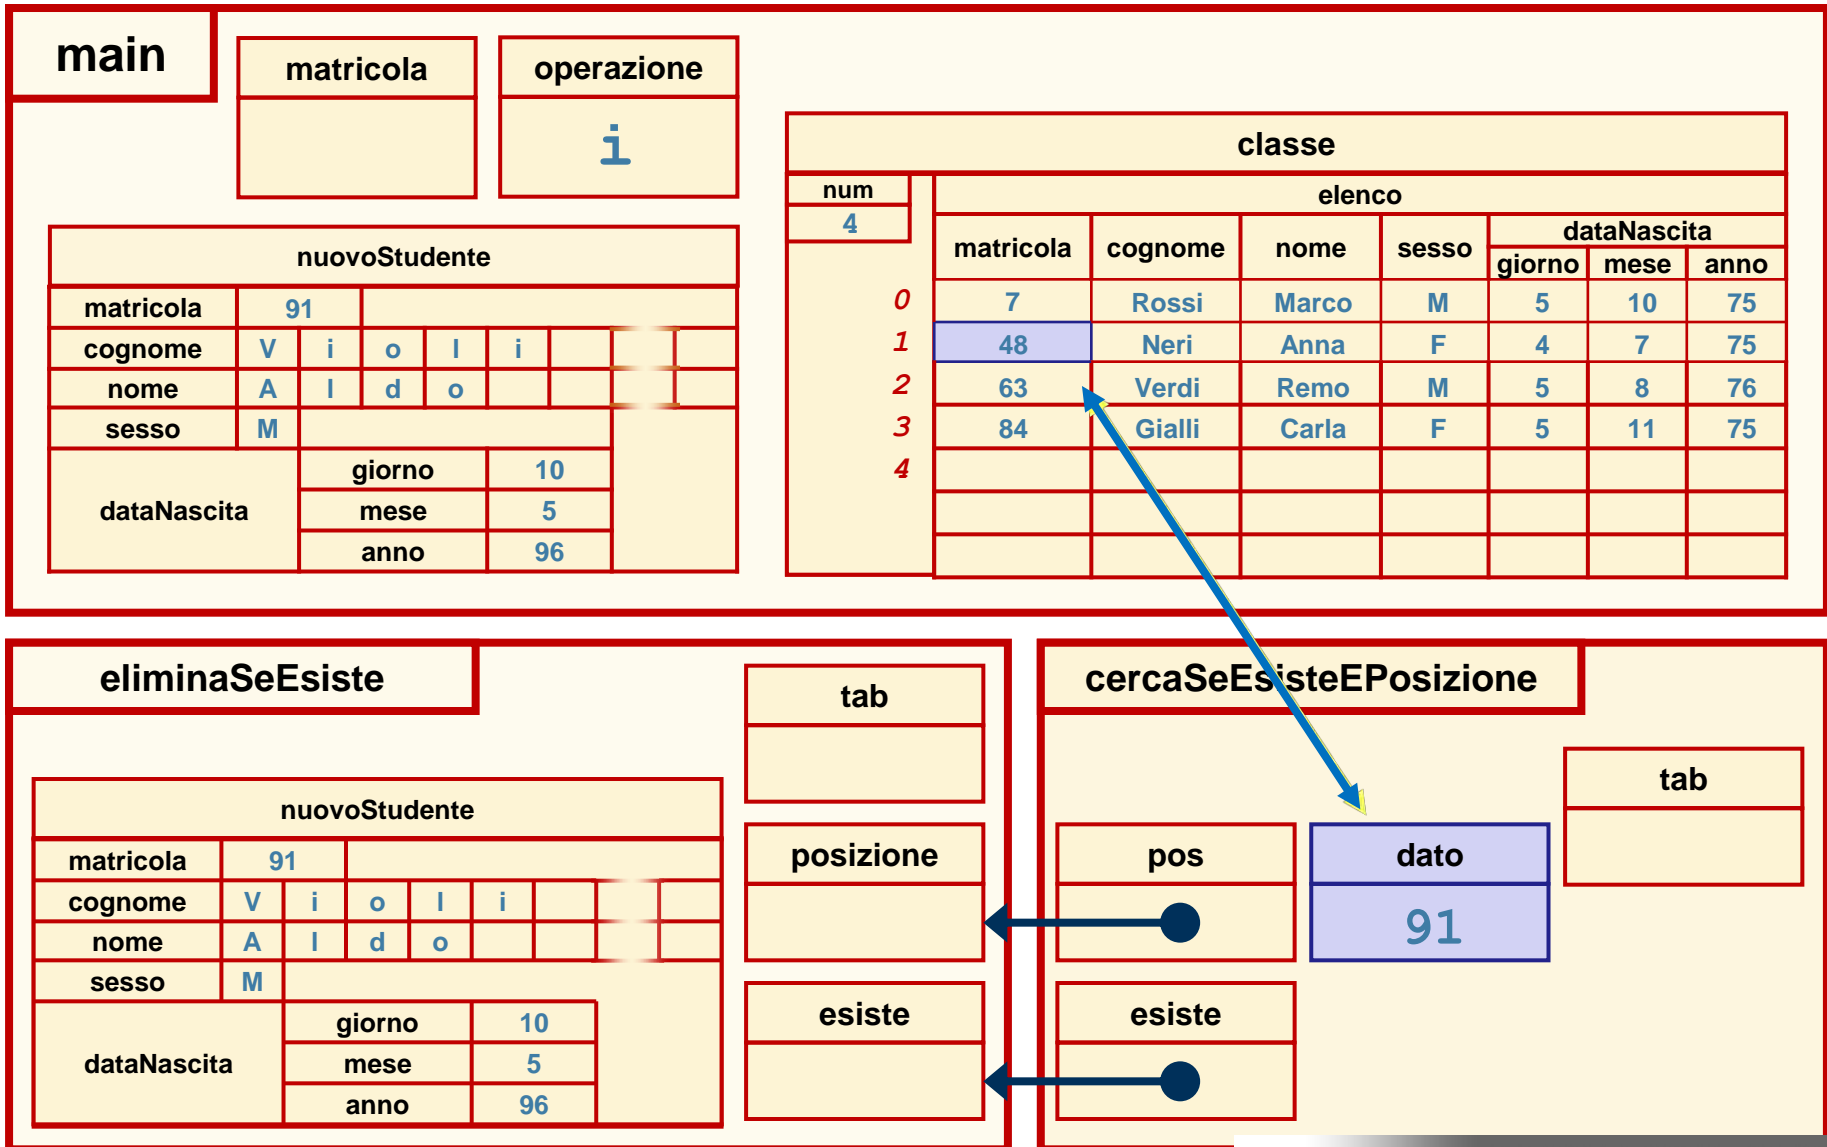 main
matricola
operazione
i
nuovoStudente
matricola 91
cognome V i o l i
nome A l d o
sesso M
dataNascita
giorno 10
mese 5
anno 96
classe
num
4
elenco
matricola cognome nome sesso dataNascita
giorno mese anno
0 7 Rossi Marco M 5 10 75
1 48 Neri Anna F 4 7 75
2 63 Verdi Remo M 5 8 76
3 84 Gialli Carla F 5 11 75
4
eliminaSeEsiste
tab
nuovoStudente
matricola 91
cognome V i o l i
nome A l d o
sesso M
dataNascita
giorno 10
mese 5
anno 96
posizione
esiste
cercaSeEsisteEPosizione
tab
pos
dato
91
esiste